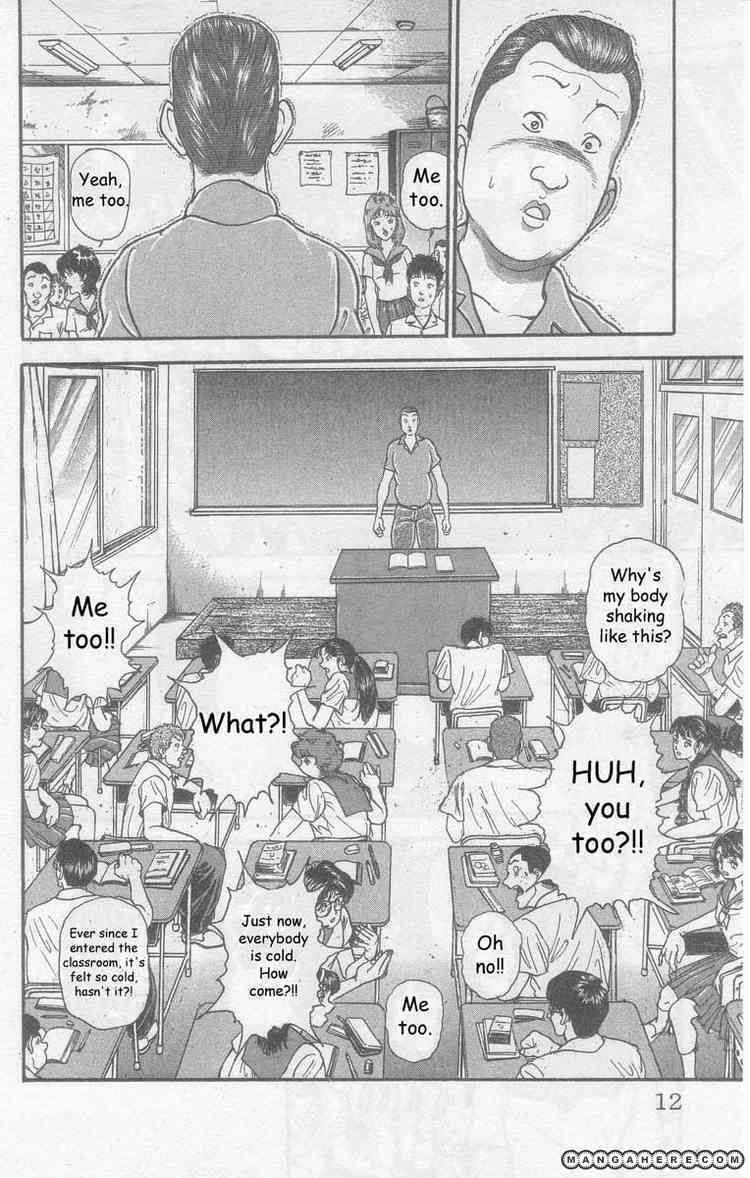 Yeah,
me too.
Me
too.
Me
too!!
What?!
Why's
my body
shaking
like this?
HUH,
you
too?!!
Ever since I
entered the
classroom, it's
felt so cold,
hasn't it?!
Just now,
everybody
is cold.
How
come?!!
Me
too.
Oh
no!!
12
MANGAHERE.COM